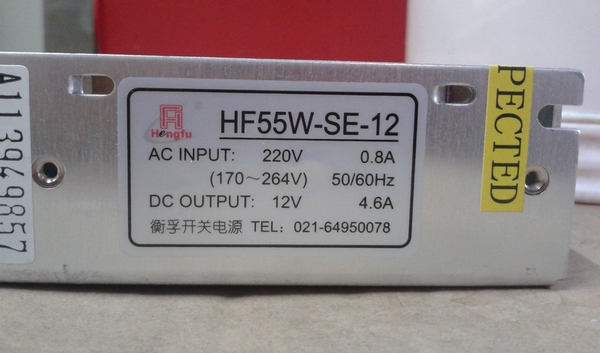 A113949857
Hengfu
HF55W-SE-12
AC INPUT: 220V 0.8A
(170～264V) 50/60Hz
DC OUTPUT: 12V 4.6A
衡孚开关电源 TEL：021-64950078
PECTED